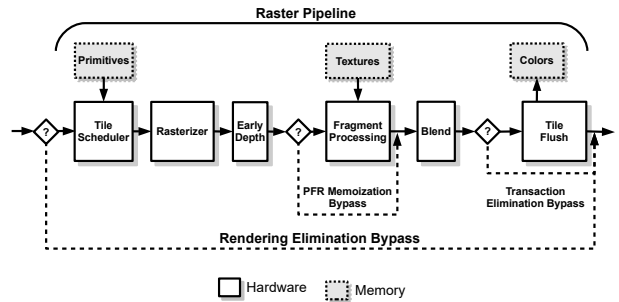 Raster Pipeline
Primitives
Textures
Colors
?
Tile
Scheduler
Rasterizer
Early
Depth
?
Fragment
Processing
Blend
?
Tile
Flush
PFR Memoization
Bypass
Transaction
Elimination Bypass
Rendering Elimination Bypass
Hardware
Memory